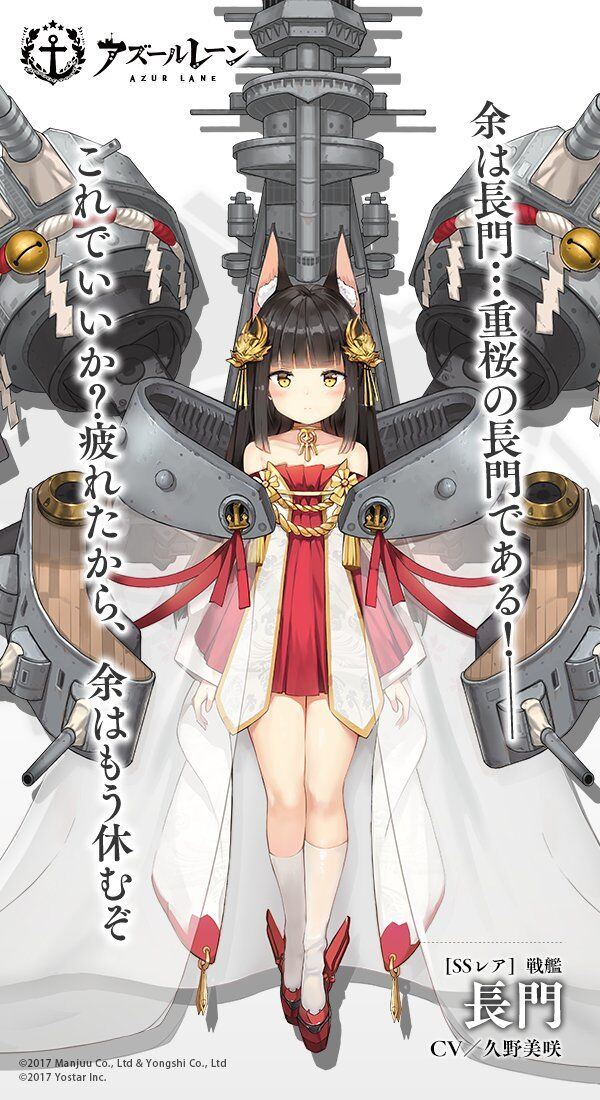 アズールレーン
AZUR LANE
余は長門…重桜の長門である!――
これでいいか?疲れたから、余はもう休むぞ
[SSレア] 戦艦
長門
CV/久野美咲
©2017 Manjuu Co., Ltd & Yongshi Co., Ltd
©2017 Yostar Inc.